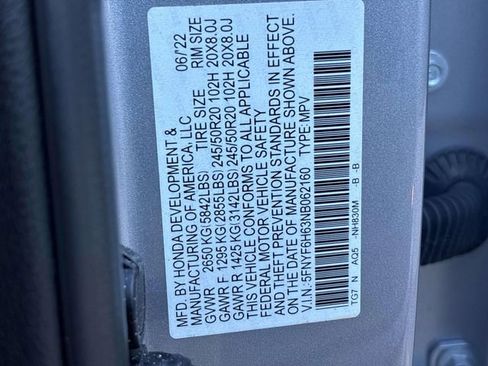 MFD BY HONDA DEVELOPMENT & 06/22
MANUFACTURING OF AMERICA, LLC
TIRE SIZE RIM SIZE
GVWR 2650 KG(5842LBS)
GAWR F 1295 KG(2855LBS) 245/50R20 102H 20X8.0J
GAWR R 1425 KG(3142LBS) 245/50R20 102H 20X8.0J
THIS VEHICLE CONFORMS TO ALL APPLICABLE
FEDERAL MOTOR VEHICLE SAFETY
AND THEFT PREVENTION STANDARDS IN EFFECT
ON THE DATE OF MANUFACTURE SHOWN ABOVE.
V.I.N.:5FNYF6H63NB062160 TYPE:MPV
TG7 N AQ5 -NH830M -B -B